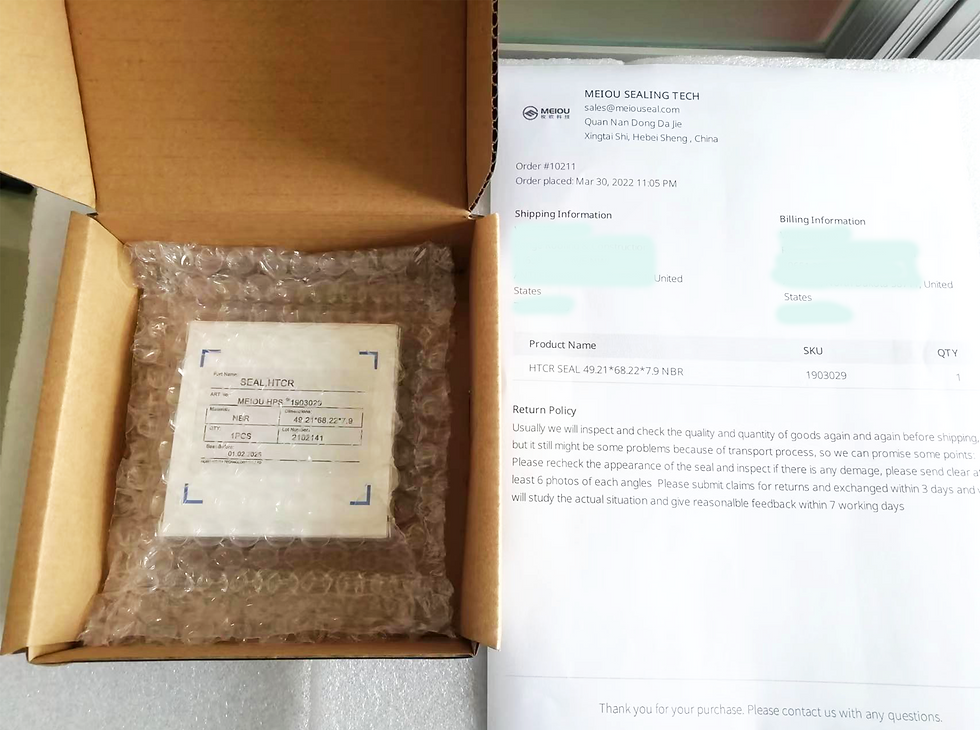 Part Name:
SEAL,HTCR
ART. №
MEIOU HPS ® 1903029
Material: Dimensions:
NBR 49.21*68.22*7.9
QTY: Lot Number:
1PCS 2102141
Best Before:
01.02.2025
MEIOU
MEIOU SEALING TECH
sales@meiouseal.com
Quan Nan Dong Da Jie
Xingtai Shi, Hebei Sheng , China
Order #10211
Order placed: Mar 30, 2022 11:05 PM
Shipping Information
United
States
Billing Information
, United
States
Product Name SKU QTY
HTCR SEAL 49.21*68.22*7.9 NBR 1903029 1
Return Policy
Usually we will inspect and check the quality and quantity of goods again and again before shipping,
but it still might be some problems because of transport process, so we can promise some points:
Please recheck the appearance of the seal and inspect if there is any damage, please send clear a
least 6 photos of each angles. Please submit claims for returns and exchanged within 3 days and
will study the actual situation and give reasonalble feedback within 7 working days
Thank you for your purchase. Please contact us with any questions.